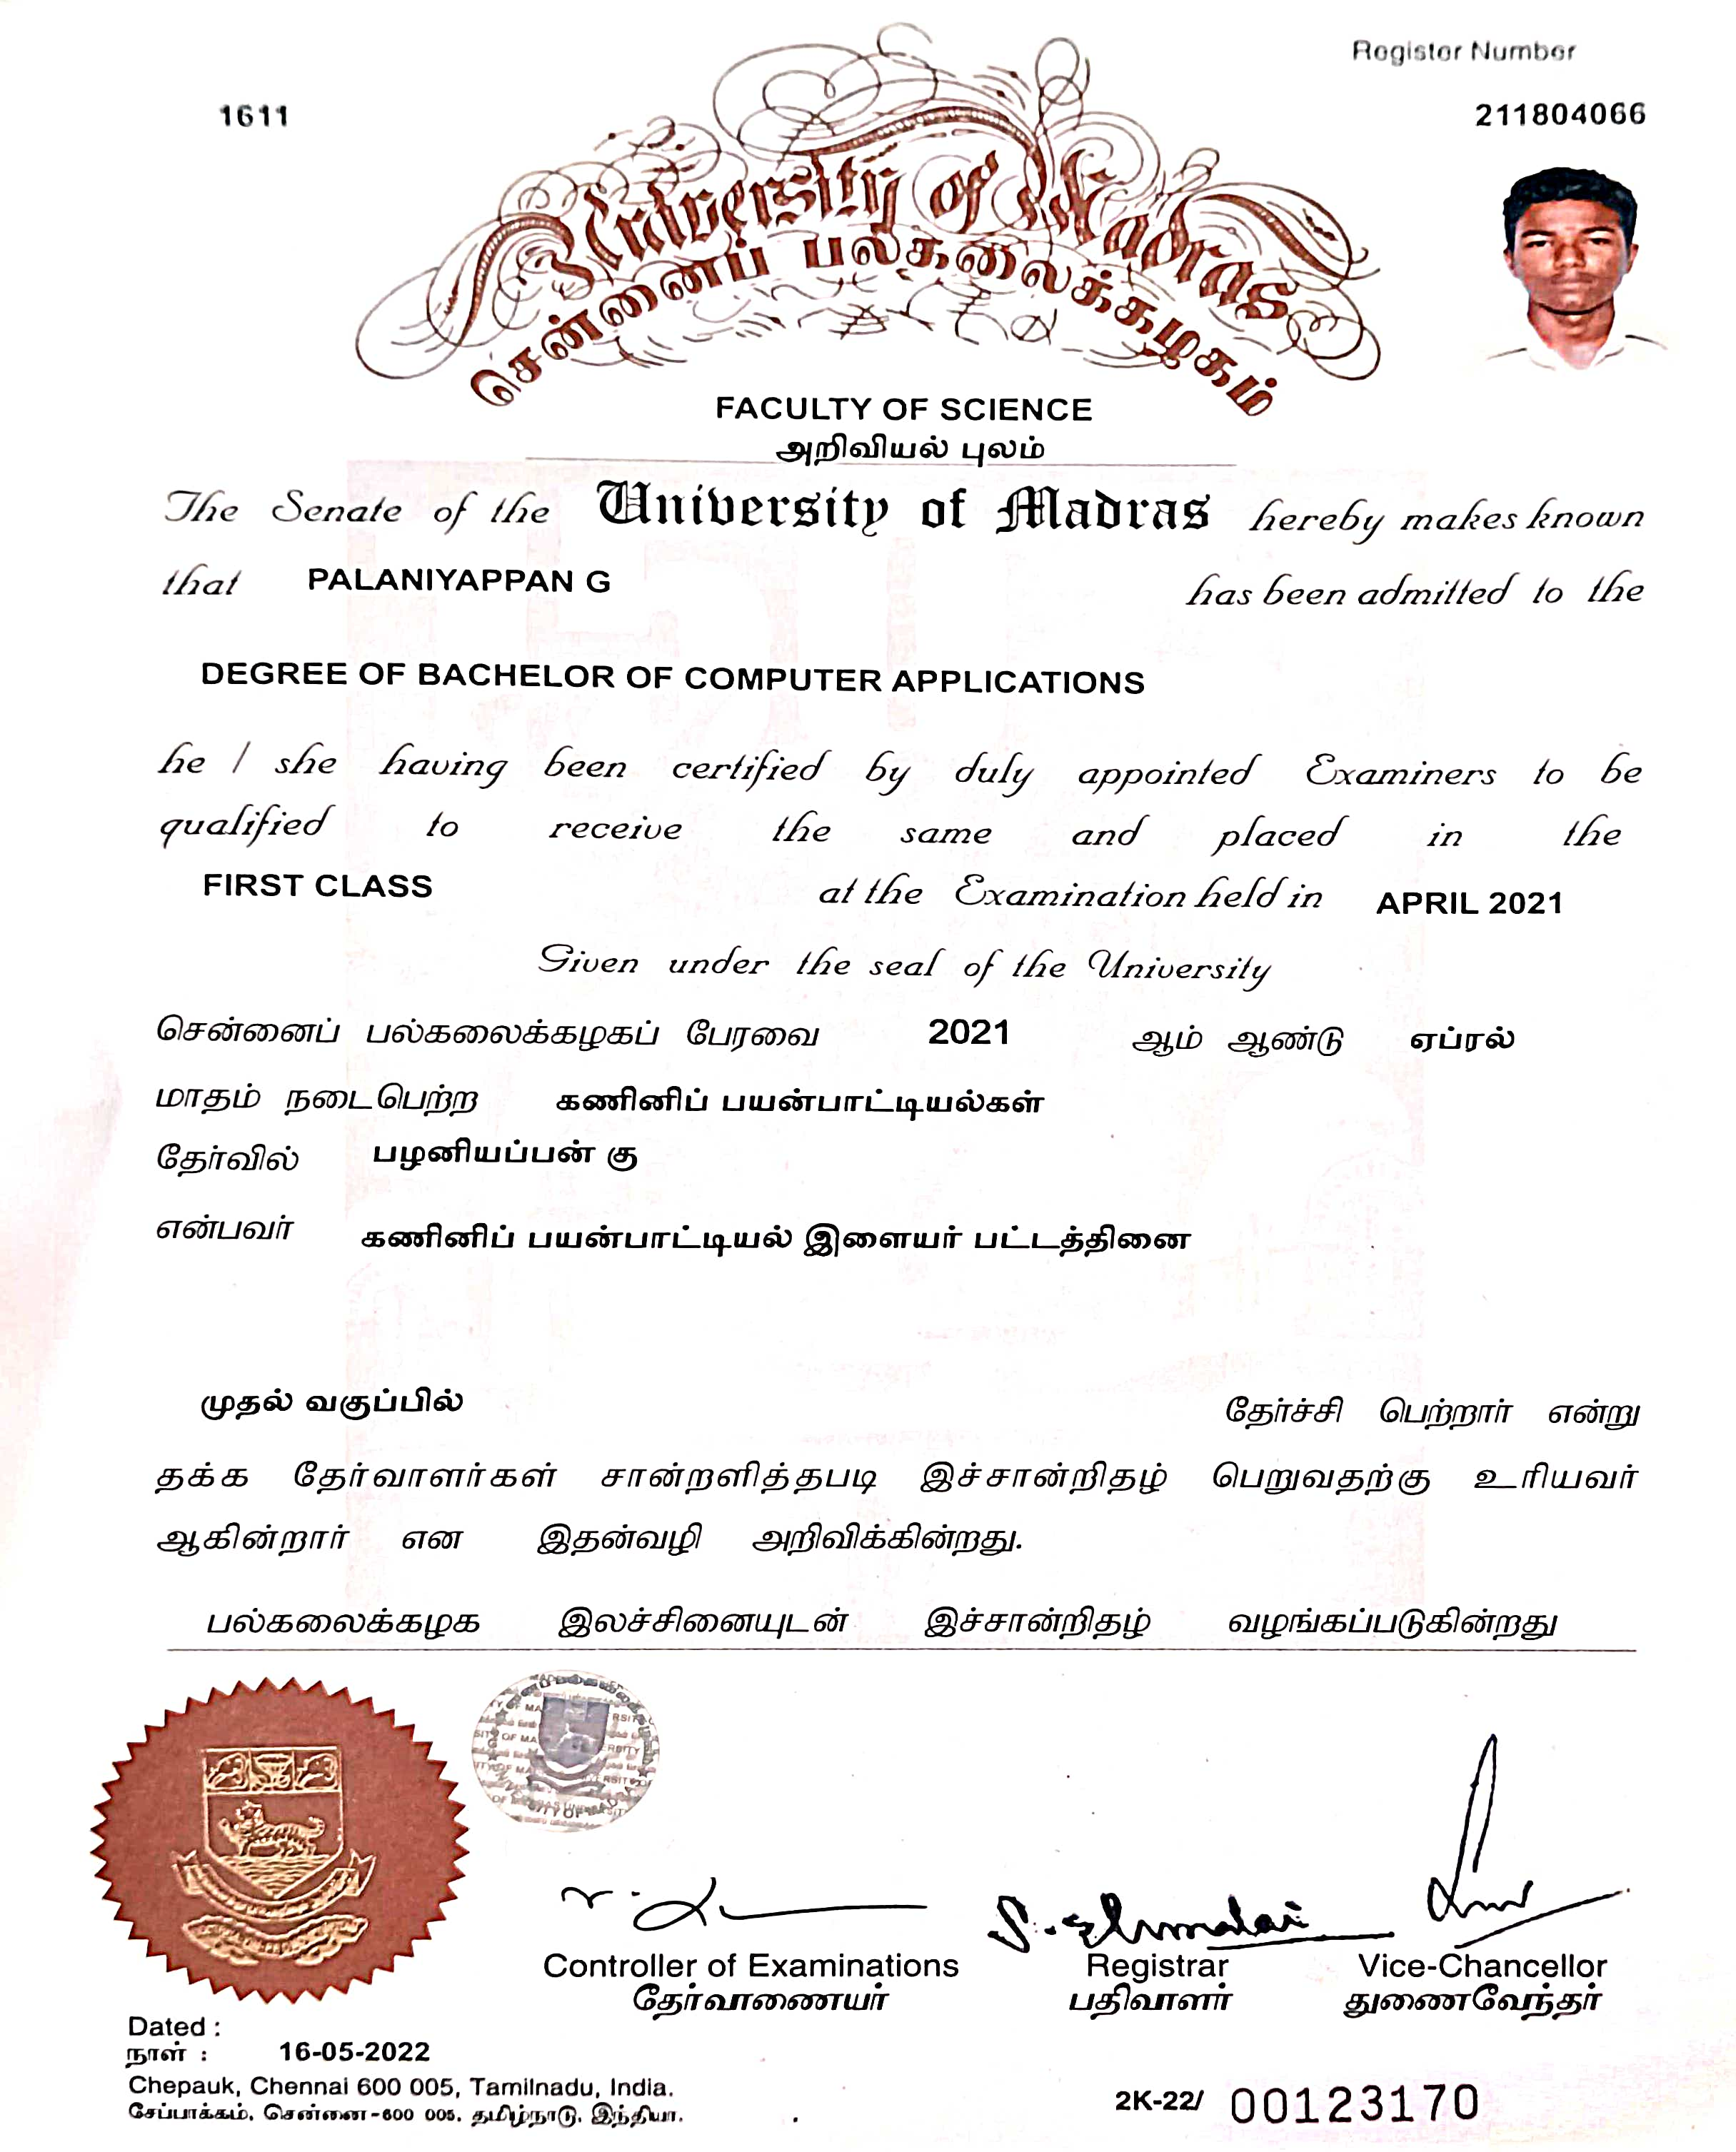 Register Number
1611
211804066
University of Madras
சென்னைப் பல்கலைக்கழகம்
FACULTY OF SCIENCE
அறிவியல் புலம்
The Senate of the University of Madras hereby makes known
that PALANIYAPPAN G has been admitted to the
DEGREE OF BACHELOR OF COMPUTER APPLICATIONS
he / she having been certified by duly appointed Examiners to be
qualified to receive the same and placed in the
FIRST CLASS at the Examination held in APRIL 2021
Given under the seal of the University
சென்னைப் பல்கலைக்கழகப் பேரவை 2021 ஆம் ஆண்டு ஏப்ரல்
மாதம் நடைபெற்ற கணினிப் பயன்பாட்டியல்கள்
தேர்வில் பழனியப்பன் கு
என்பவர் கணினிப் பயன்பாட்டியல் இளையர் பட்டத்தினை
முதல் வகுப்பில் தேர்ச்சி பெற்றார் என்று
தக்க தேர்வாளர்கள் சான்றளித்தபடி இச்சான்றிதழ் பெறுவதற்கு உரியவர்
ஆகின்றார் என இதன்வழி அறிவிக்கின்றது.
பல்கலைக்கழக இலச்சினையுடன் இச்சான்றிதழ் வழங்கப்படுகின்றது
Controller of Examinations Registrar Vice-Chancellor
தேர்வாணையர் பதிவாளர் துணைவேந்தர்
Dated :
நாள் : 16-05-2022
Chepauk, Chennai 600 005, Tamilnadu, India.
சேப்பாக்கம், சென்னை-600 005. தமிழ்நாடு. இந்தியா.
2K-22/ 00123170